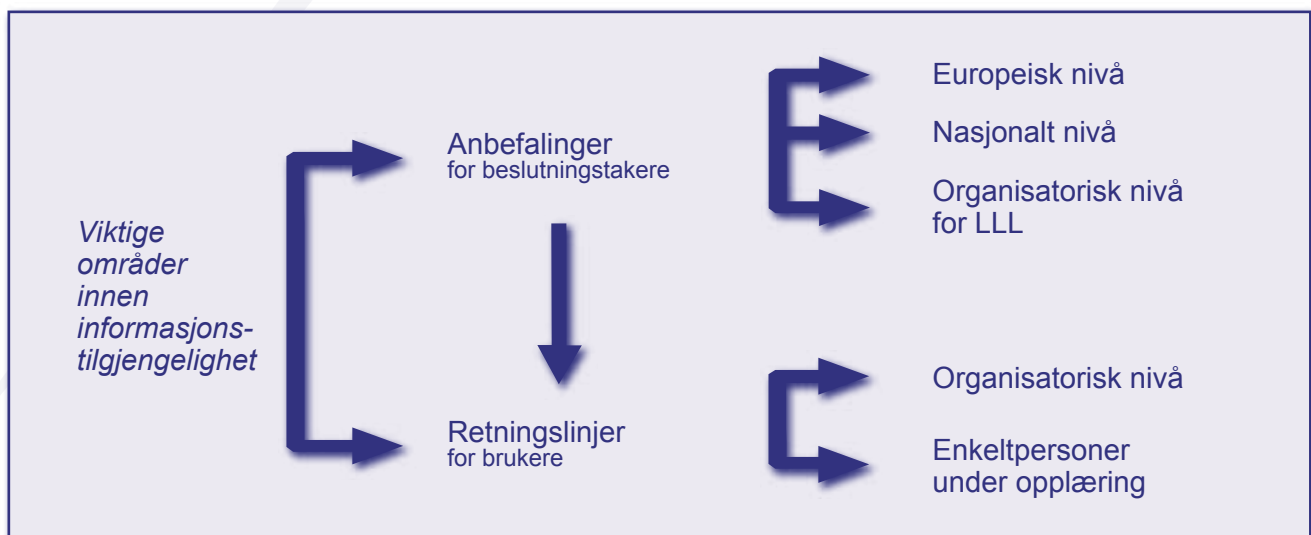 Viktige
områder
innen
informasjons-
tilgjengelighet
Anbefalinger
for beslutningstakere
Retningslinjer
for brukere
Europeisk nivå
Nasjonalt nivå
Organisatorisk nivå
for LLL
Organisatorisk nivå
Enkeltpersoner
under opplæring